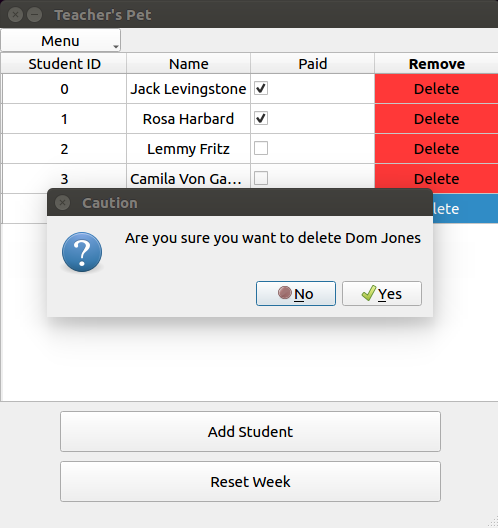 Teacher's Pet
Menu
Student ID Name Paid Remove
0 Jack Levingstone Delete
1 Rosa Harbard Delete
2 Lemmy Fritz Delete
3 Camila Von Ga... Delete
Caution
Are you sure you want to delete Dom Jones
No Yes
Add Student
Reset Week